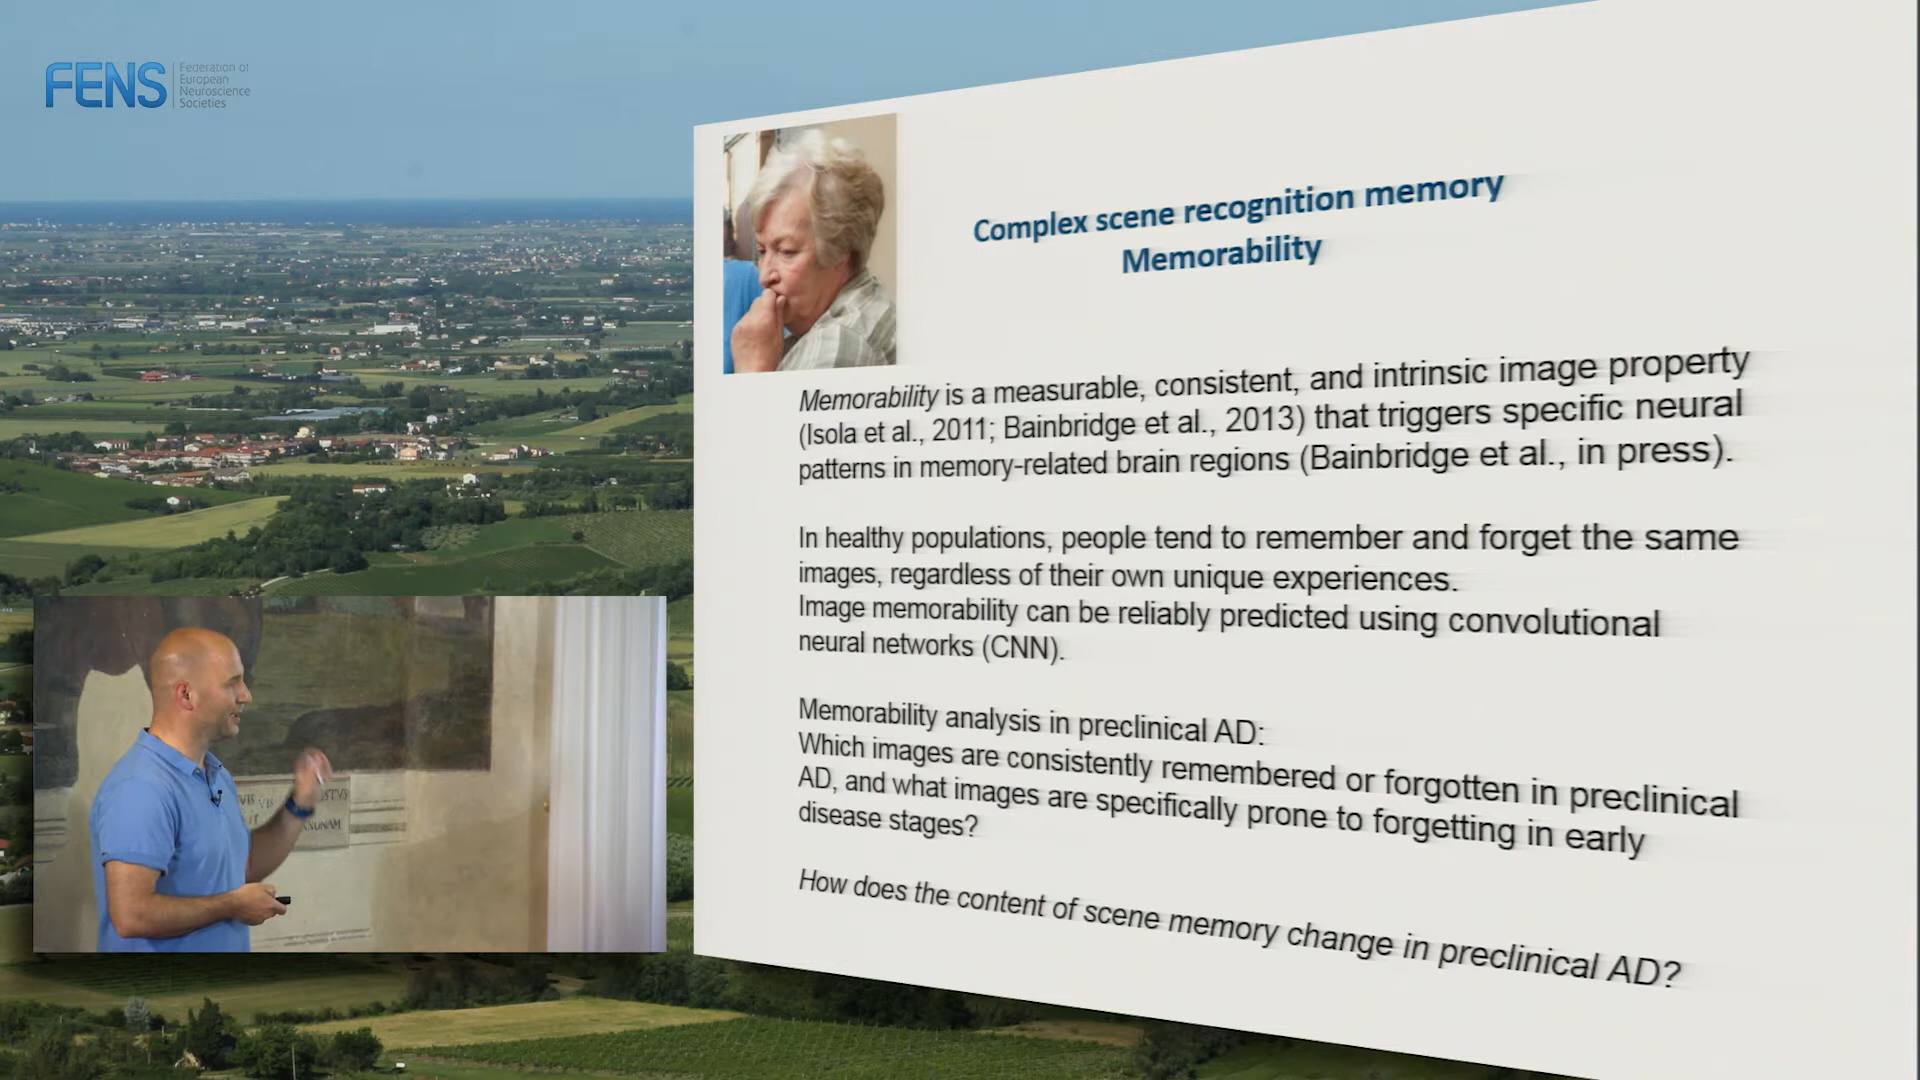 FENS
Federation of
European
Neuroscience
Societies
Complex scene recognition memory
Memorability
Memorability is a measurable, consistent, and intrinsic image property
(Isola et al., 2011; Bainbridge et al., 2013) that triggers specific neural
patterns in memory-related brain regions (Bainbridge et al., in press).
In healthy populations, people tend to remember and forget the same
images, regardless of their own unique experiences.
Image memorability can be reliably predicted using convolutional
neural networks (CNN).
Memorability analysis in preclinical AD:
Which images are consistently remembered or forgotten in preclinical
AD, and what images are specifically prone to forgetting in early
disease stages?
How does the content of scene memory change in preclinical AD?